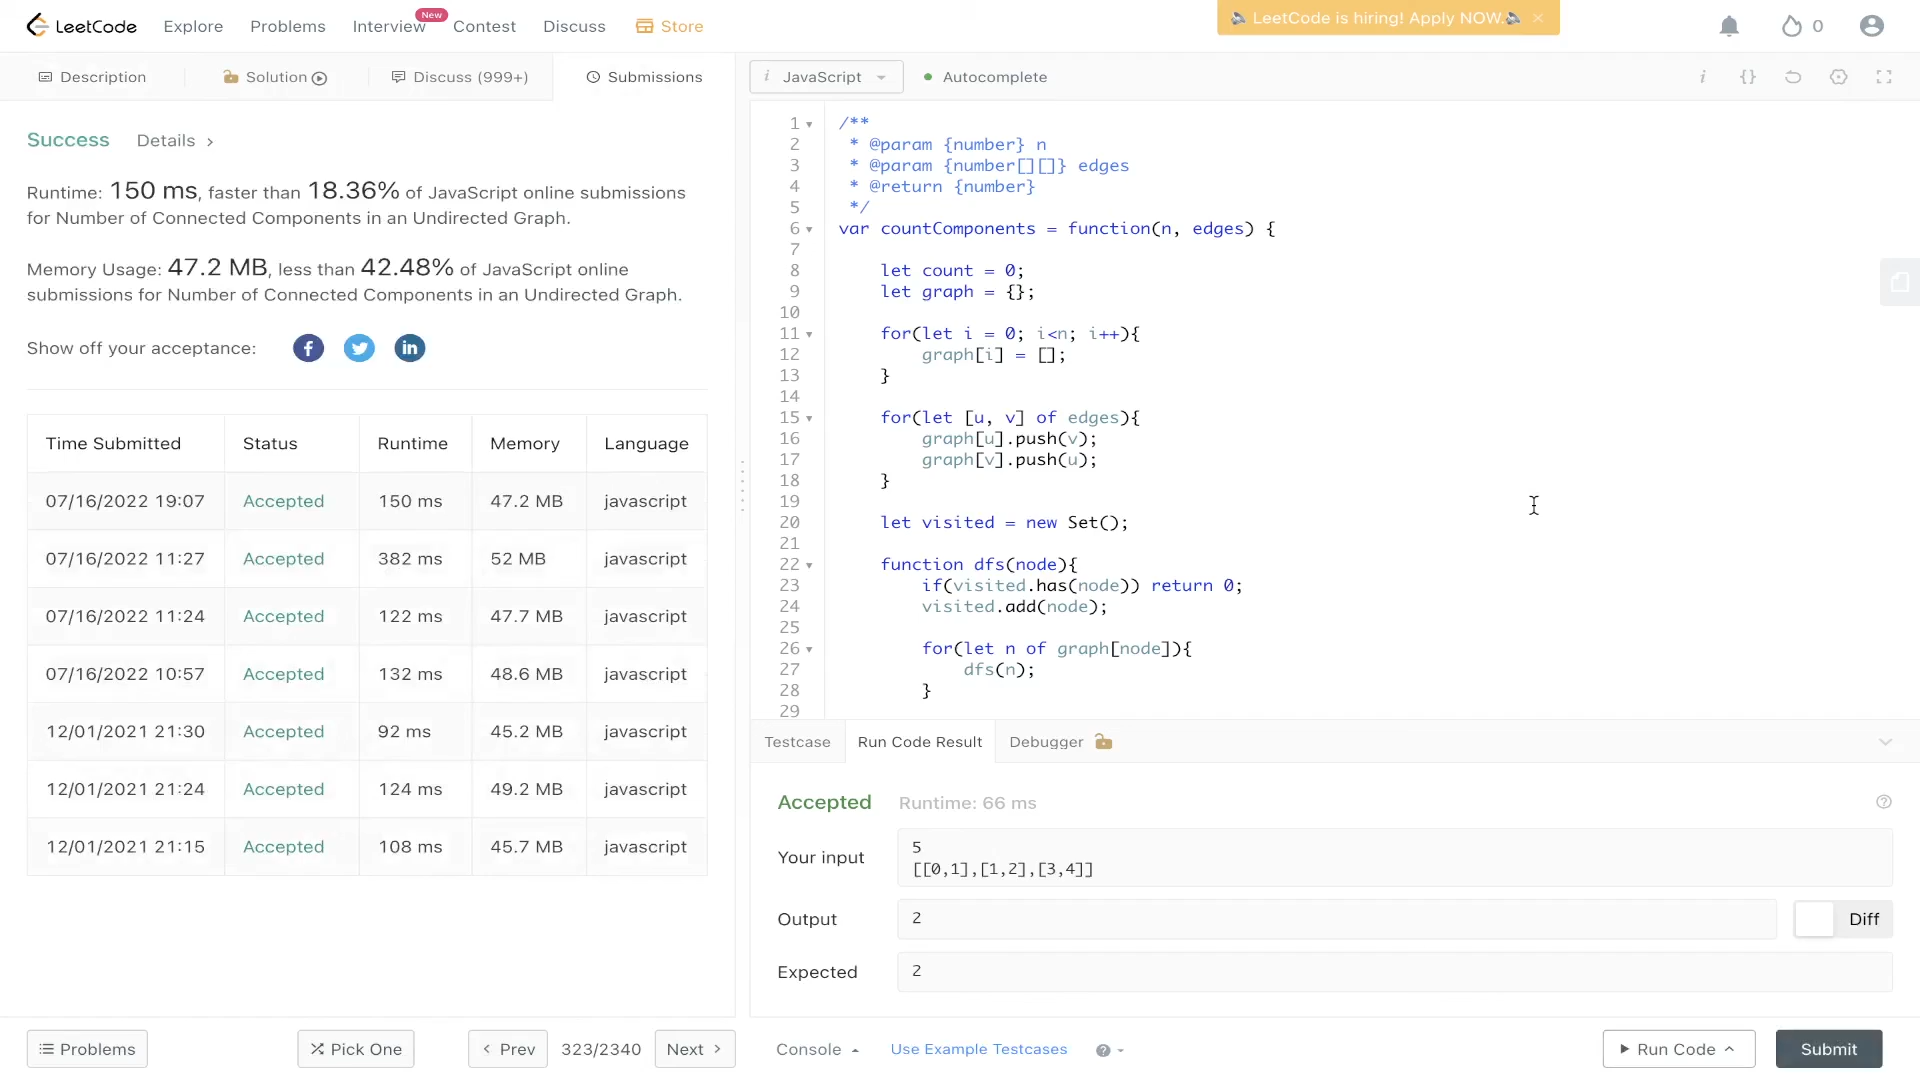 LeetCode Explore Problems Interview New Contest Discuss Store
LeetCode is hiring! Apply NOW. × 0
Description Solution Discuss (999+) Submissions
i JavaScript Autocomplete i {}
Success Details >
Runtime: 150 ms, faster than 18.36% of JavaScript online submissions
for Number of Connected Components in an Undirected Graph.
Memory Usage: 47.2 MB, less than 42.48% of JavaScript online
submissions for Number of Connected Components in an Undirected Graph.
Show off your acceptance: f in
Time Submitted Status Runtime Memory Language
07/16/2022 19:07 Accepted 150 ms 47.2 MB javascript
07/16/2022 11:27 Accepted 382 ms 52 MB javascript
07/16/2022 11:24 Accepted 122 ms 47.7 MB javascript
07/16/2022 10:57 Accepted 132 ms 48.6 MB javascript
12/01/2021 21:30 Accepted 92 ms 45.2 MB javascript
12/01/2021 21:24 Accepted 124 ms 49.2 MB javascript
12/01/2021 21:15 Accepted 108 ms 45.7 MB javascript
Problems Pick One < Prev 323/2340 Next >
1 /**
2 * @param {number} n
3 * @param {number[][]} edges
4 * @return {number}
5 */
6 var countComponents = function(n, edges) {
7
8 let count = 0;
9 let graph = {};
10
11 for(let i = 0; i<n; i++){
12 graph[i] = [];
13 }
14
15 for(let [u, v] of edges){
16 graph[u].push(v);
17 graph[v].push(u);
18 }
19
20 let visited = new Set();
21
22 function dfs(node){
23 if(visited.has(node)) return 0;
24 visited.add(node);
25
26 for(let n of graph[node]){
27 dfs(n);
28 }
29
Testcase Run Code Result Debugger
Accepted Runtime: 66 ms ?
Your input
5
[[0,1],[1,2],[3,4]]
Output 2 Diff
Expected 2
Console Use Example Testcases ? Run Code Submit